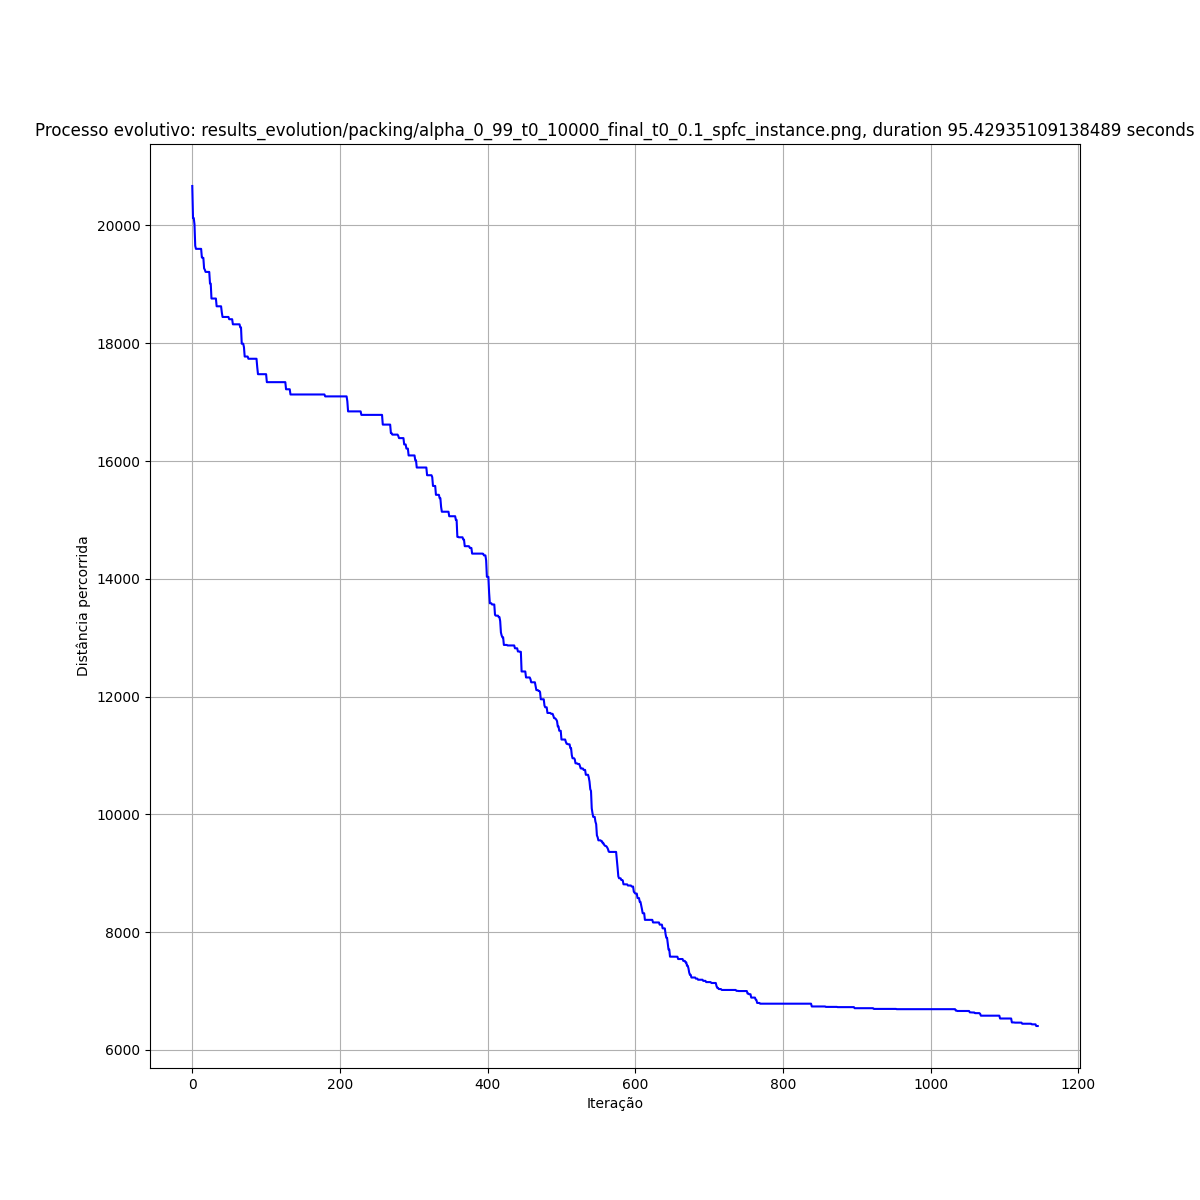 Processo evolutivo: results_evolution/packing/alpha_0_99_t0_10000_final_t0_0.1_spfc_instance.png, duration 95.42935109138489 seconds
20000
18000
16000
14000
12000
10000
8000
6000
Distância percorrida
0 200 400 600 800 1000 1200
Iteração